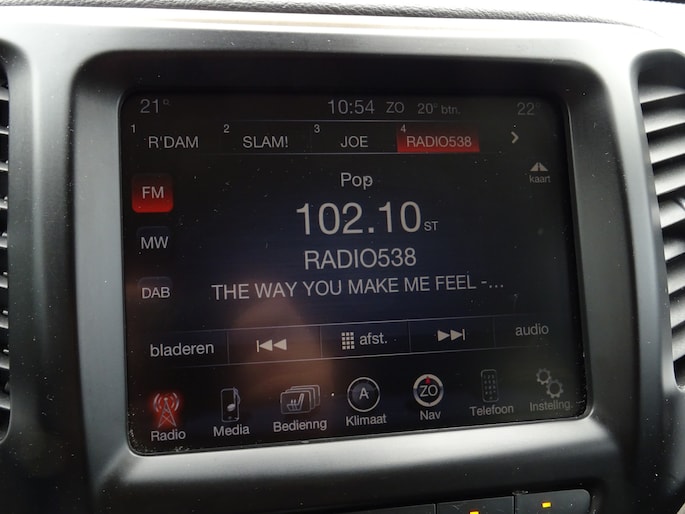 21°
10:54 ZO 20° btn.
22°
1 R'DAM 2 SLAM! 3 JOE 4 RADIO538
Pop
kaart
FM
102.10 ST
MW
RADIO538
DAB
THE WAY YOU MAKE ME FEEL -...
bladeren afst. audio
A ZO
Radio Media Bedienng Klimaat Nav Telefoon Insteling.